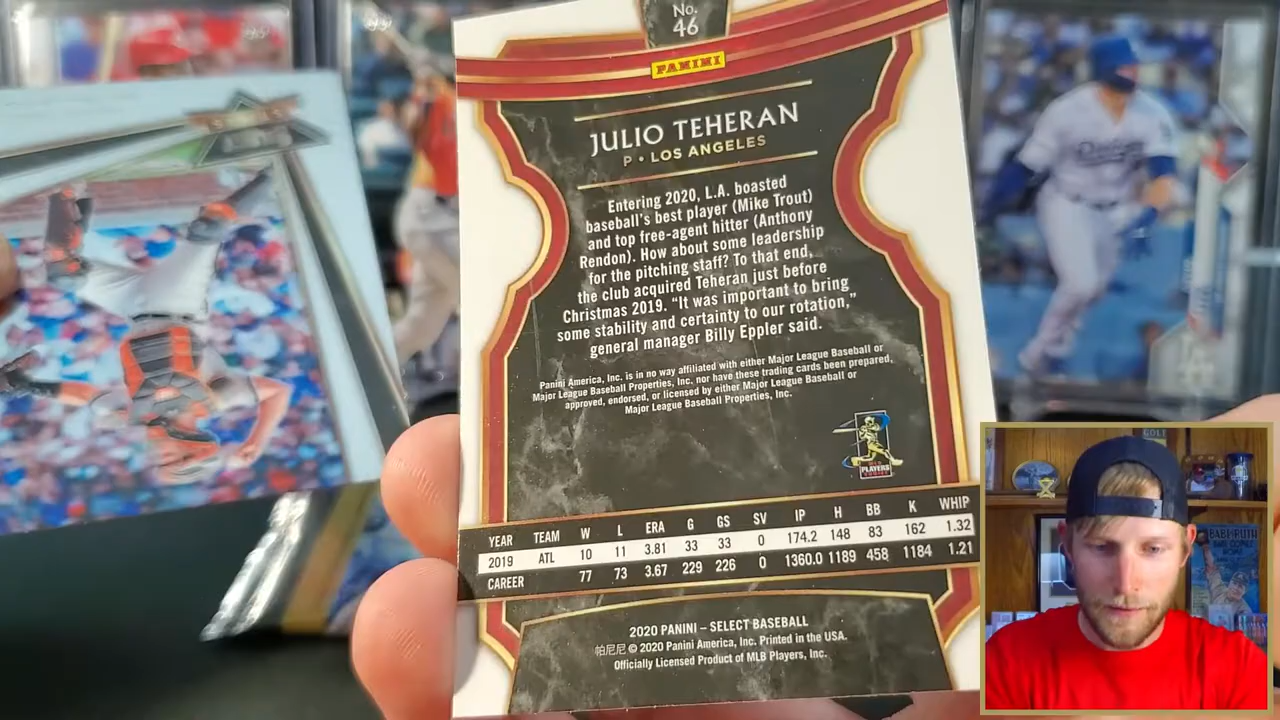 No.
46
PANINI
JULIO TEHERAN
P • LOS ANGELES
Entering 2020, L.A. boasted
baseball's best player (Mike Trout)
and top free-agent hitter (Anthony
Rendon). How about some leadership
for the pitching staff? To that end,
the club acquired Teheran just before
Christmas 2019. "It was important to bring
some stability and certainty to our rotation,"
general manager Billy Eppler said.
Panini America, Inc. is in no way affiliated with either Major League Baseball or
Major League Baseball Properties, Inc. nor have these trading cards been prepared,
approved, endorsed, or licensed by either Major League Baseball or
Major League Baseball Properties, Inc.
PLAYERS
YEAR TEAM W L ERA G GS SV IP H BB K WHIP
2019 ATL 10 11 3.81 33 33 0 174.2 148 83 162 1.32
CAREER 77 73 3.67 229 226 0 1360.0 1189 458 1184 1.21
2020 PANINI – SELECT BASEBALL
帕尼尼 © 2020 Panini America, Inc. Printed in the USA.
Officially Licensed Product of MLB Players, Inc.
Dodgers
GOLF
BABE RUTH
HOME